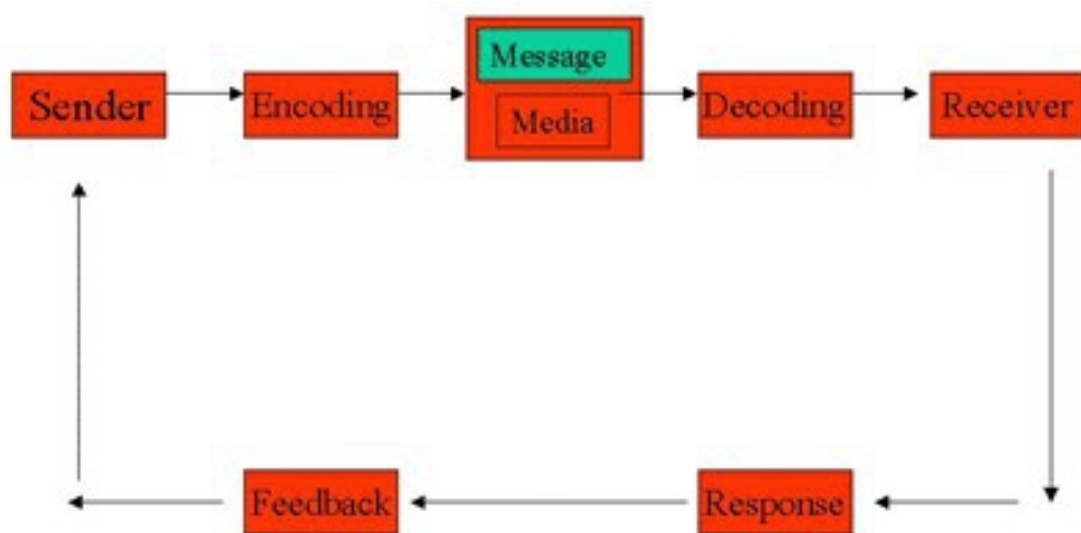 Sender
Encoding
Message
Media
Decoding
Receiver
Feedback
Response